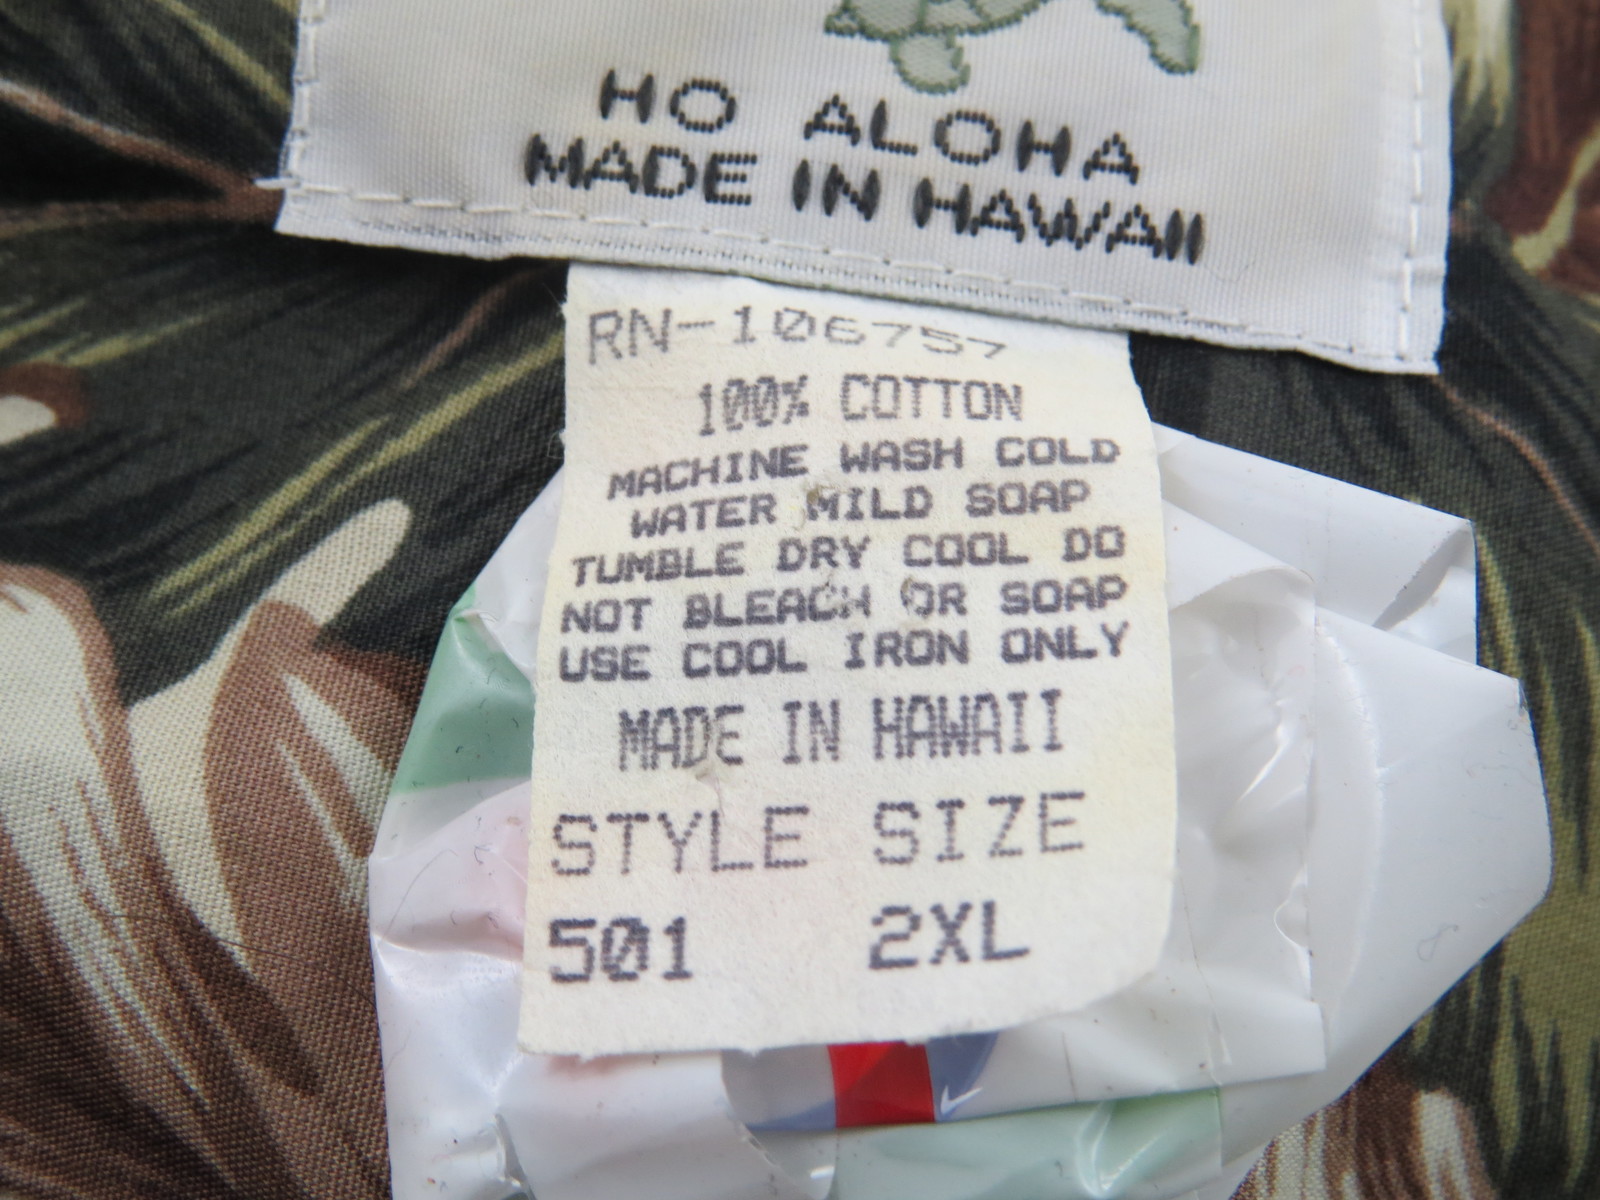 HO ALOHA
MADE IN HAWAII
RN-106757
100% COTTON
MACHINE WASH COLD
WATER MILD SOAP
TUMBLE DRY COOL DO
NOT BLEACH OR SOAP
USE COOL IRON ONLY
MADE IN HAWAII
STYLE SIZE
501 2XL